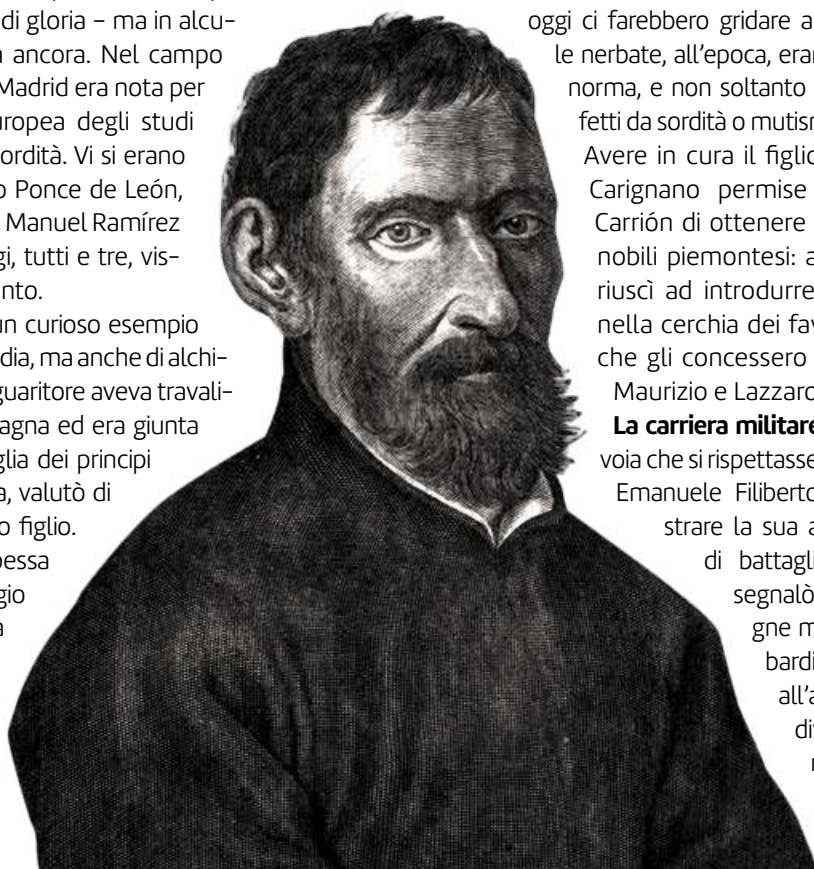 di gloria – ma in alcu-
ancora. Nel campo
Madrid era nota per
uropea degli studi
ordità. Vi si erano
o Ponce de León,
Manuel Ramírez
gi, tutti e tre, vis-
nto.
un curioso esempio
dia, ma anche di alchi-
guaritore aveva travali-
agna ed era giunta
glia dei principi
a, valutò di
o figlio.
pessa
gio
a
oggi ci farebbero gridare a
le nerbate, all’epoca, eran
norma, e non soltanto
fetti da sordità o mutism
Avere in cura il figlio
Carignano permise
Carrión di ottenere
nobili piemontesi: a
riuscì ad introdurre
nella cerchia dei fav
che gli concessero
Maurizio e Lazzaro
La carriera militare
voia che si rispettasse
Emanuele Filiberto
strare la sua a
di battagli
segnalò
gne m
bardi
all’a
div